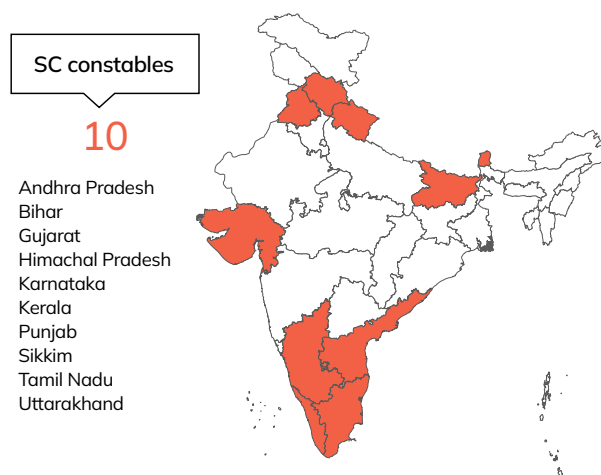 SC constables
10
Andhra Pradesh
Bihar
Gujarat
Himachal Pradesh
Karnataka
Kerala
Punjab
Sikkim
Tamil Nadu
Uttarakhand